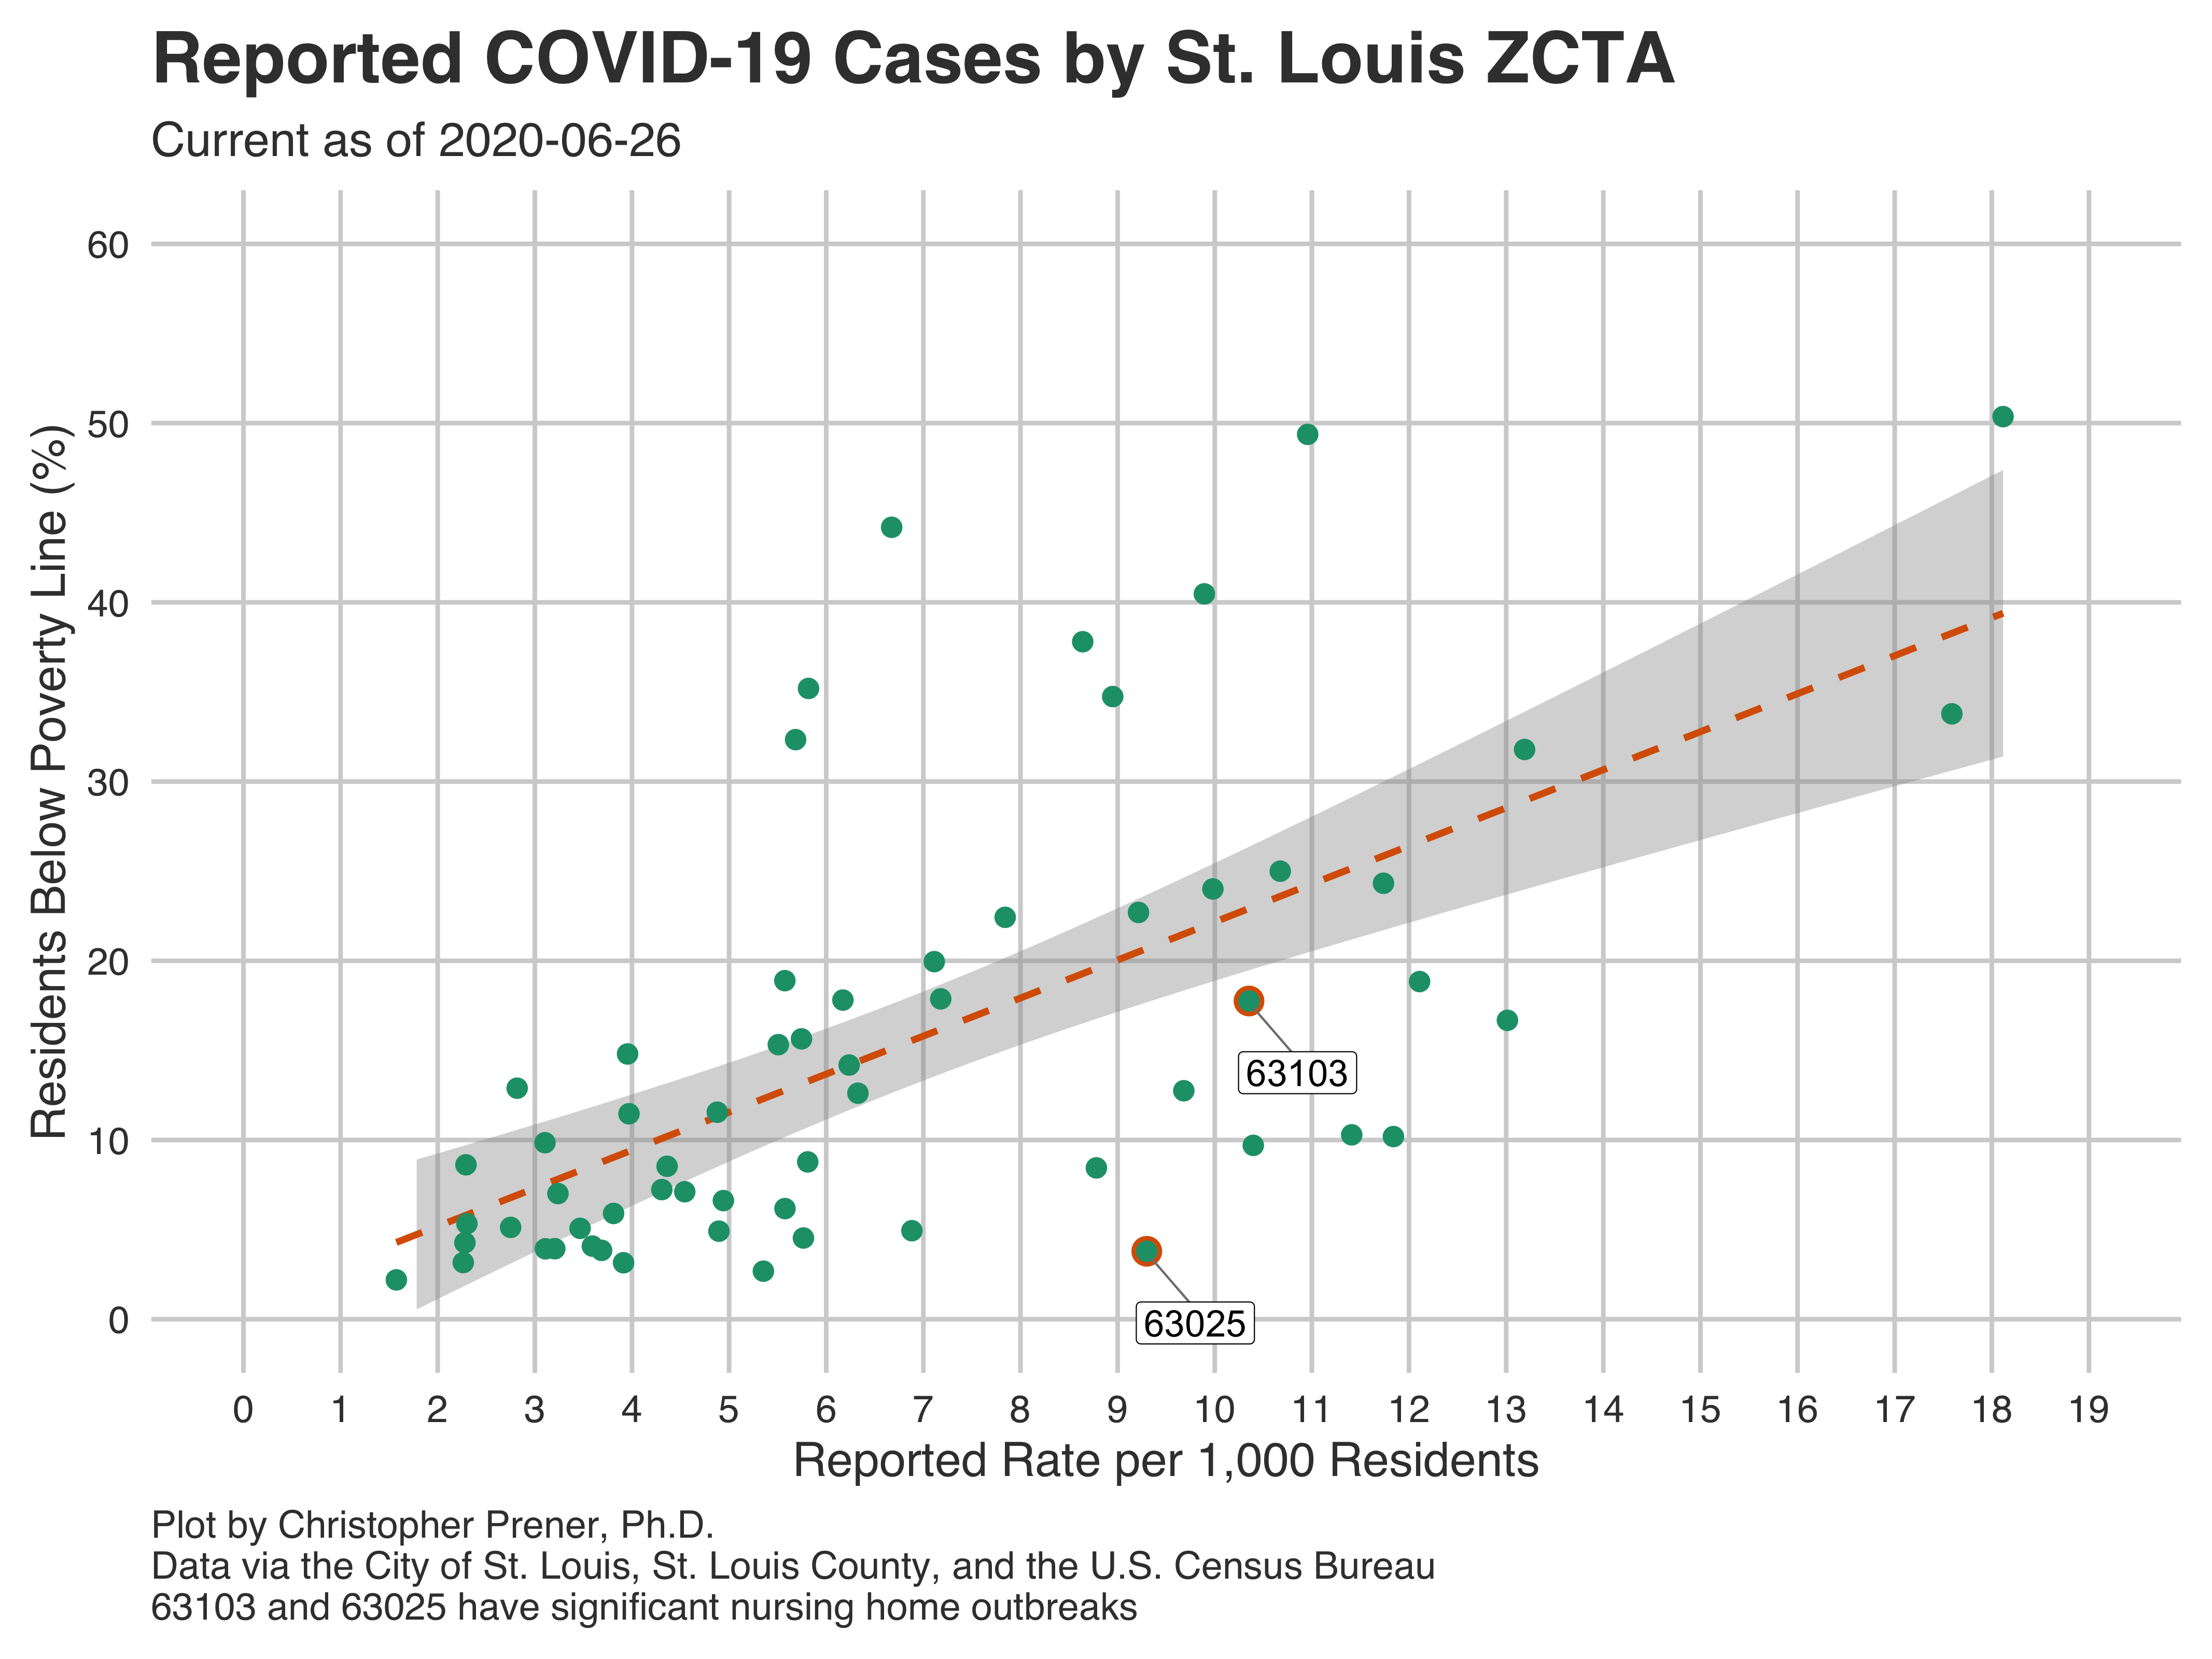 Reported COVID-19 Cases by St. Louis ZCTA
Current as of 2020-06-26
Residents Below Poverty Line (%)
60
50
40
30
20
10
0
63103
63025
0 1 2 3 4 5 6 7 8 9 10 11 12 13 14 15 16 17 18 19
Reported Rate per 1,000 Residents
Plot by Christopher Prener, Ph.D.
Data via the City of St. Louis, St. Louis County, and the U.S. Census Bureau
63103 and 63025 have significant nursing home outbreaks